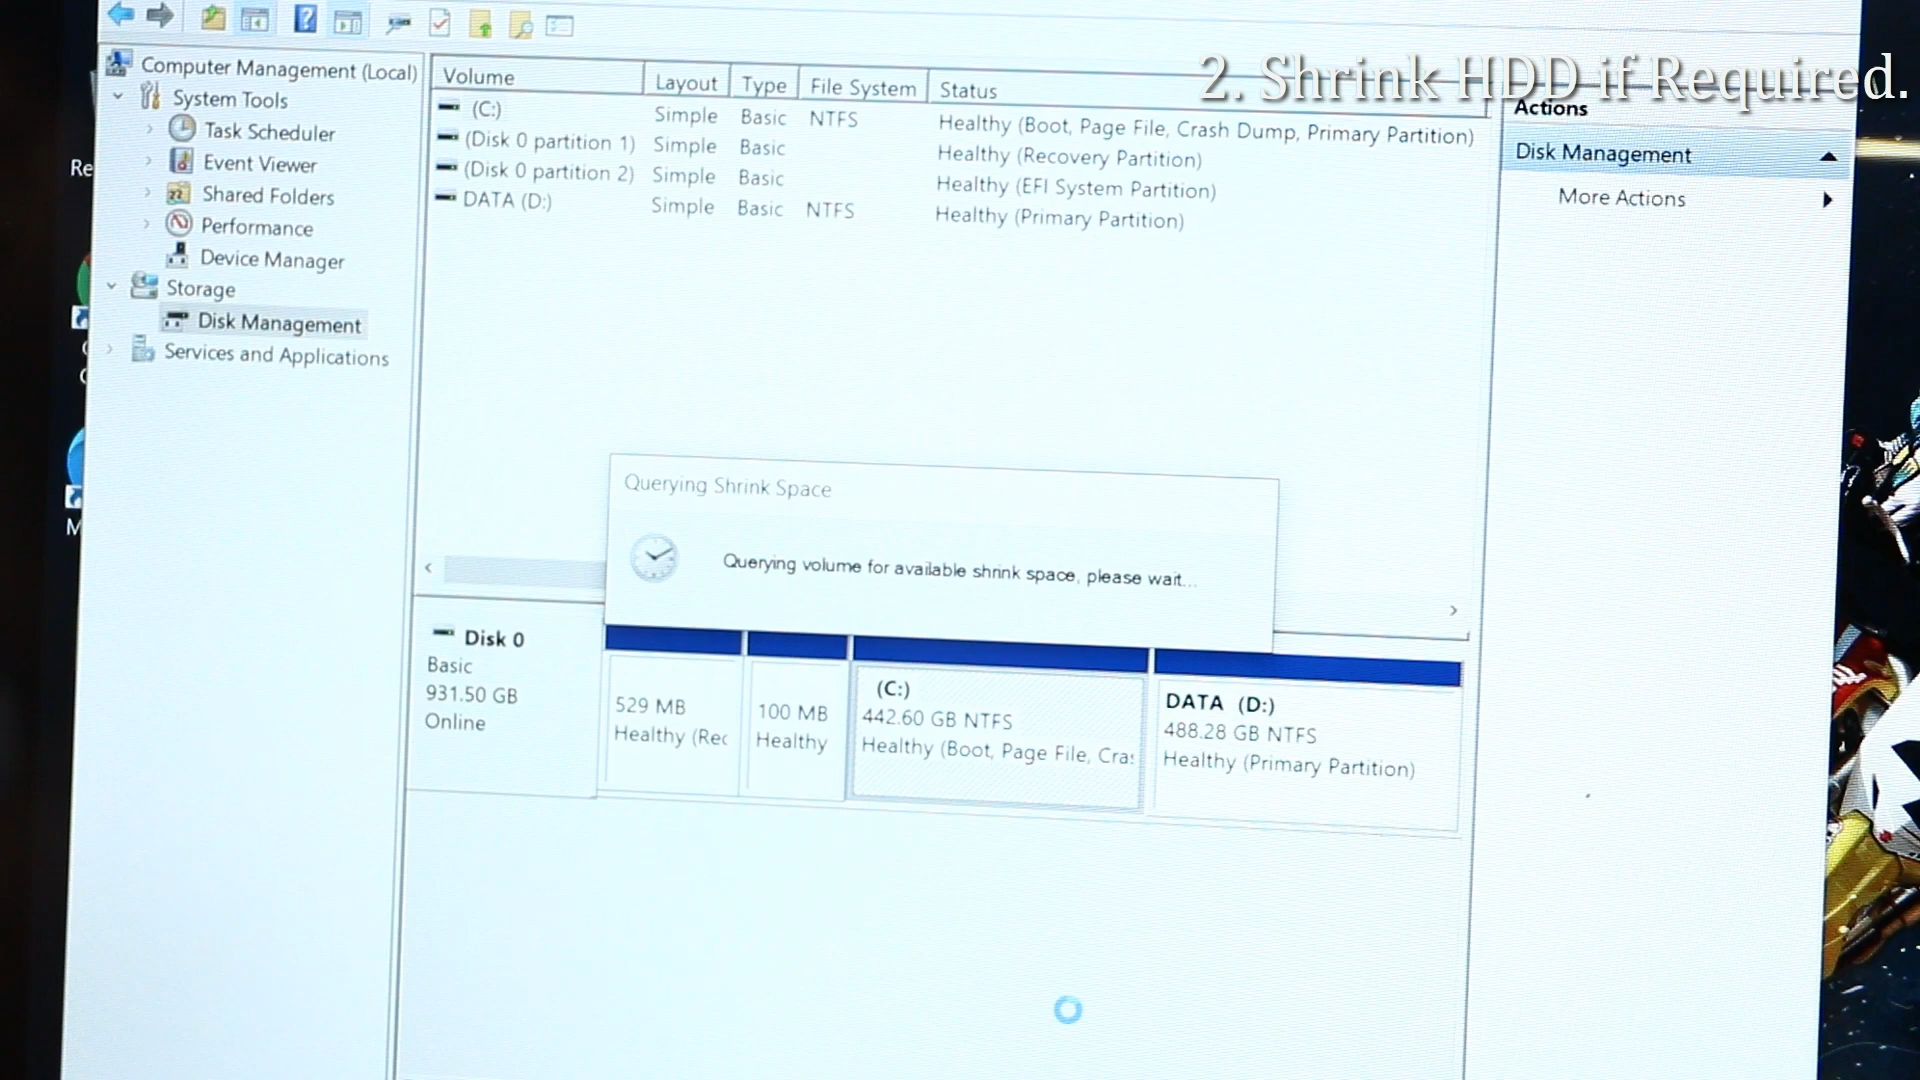 2. Shrink HDD if Required.
Computer Management (Local)
System Tools
Task Scheduler
Event Viewer
Shared Folders
Performance
Device Manager
Storage
Disk Management
Services and Applications
Volume Layout Type File System Status
(C:) Simple Basic NTFS Healthy (Boot, Page File, Crash Dump, Primary Partition)
(Disk 0 partition 1) Simple Basic Healthy (Recovery Partition)
(Disk 0 partition 2) Simple Basic Healthy (EFI System Partition)
DATA (D:) Simple Basic NTFS Healthy (Primary Partition)
Actions
Disk Management
More Actions
Re
M
Querying Shrink Space
Querying volume for available shrink space, please wait...
Disk 0
Basic
931.50 GB
Online
529 MB
Healthy (Rec
100 MB
Healthy
(C:)
442.60 GB NTFS
Healthy (Boot, Page File, Cras
DATA (D:)
488.28 GB NTFS
Healthy (Primary Partition)